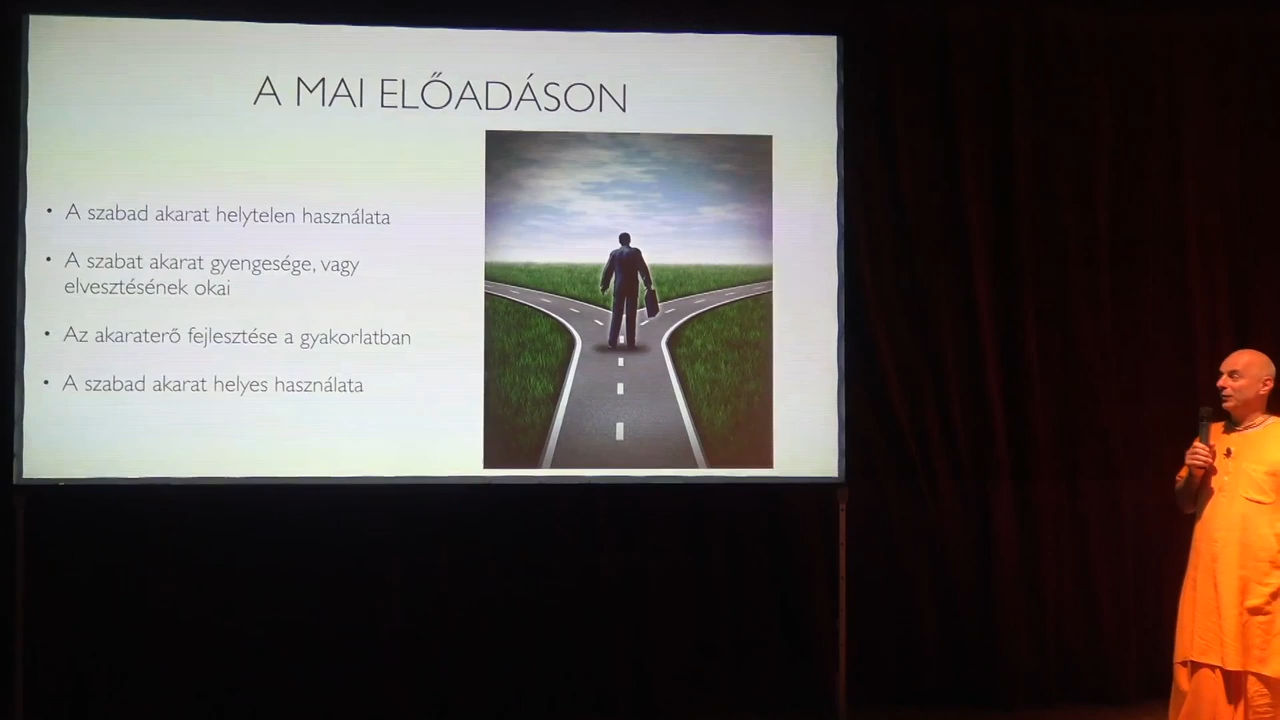 A MAI ELŐADÁSON
• A szabad akarat helytelen használata
• A szabat akarat gyengesége, vagy
elvesztésének okai
• Az akaraterő fejlesztése a gyakorlatban
• A szabad akarat helyes használata